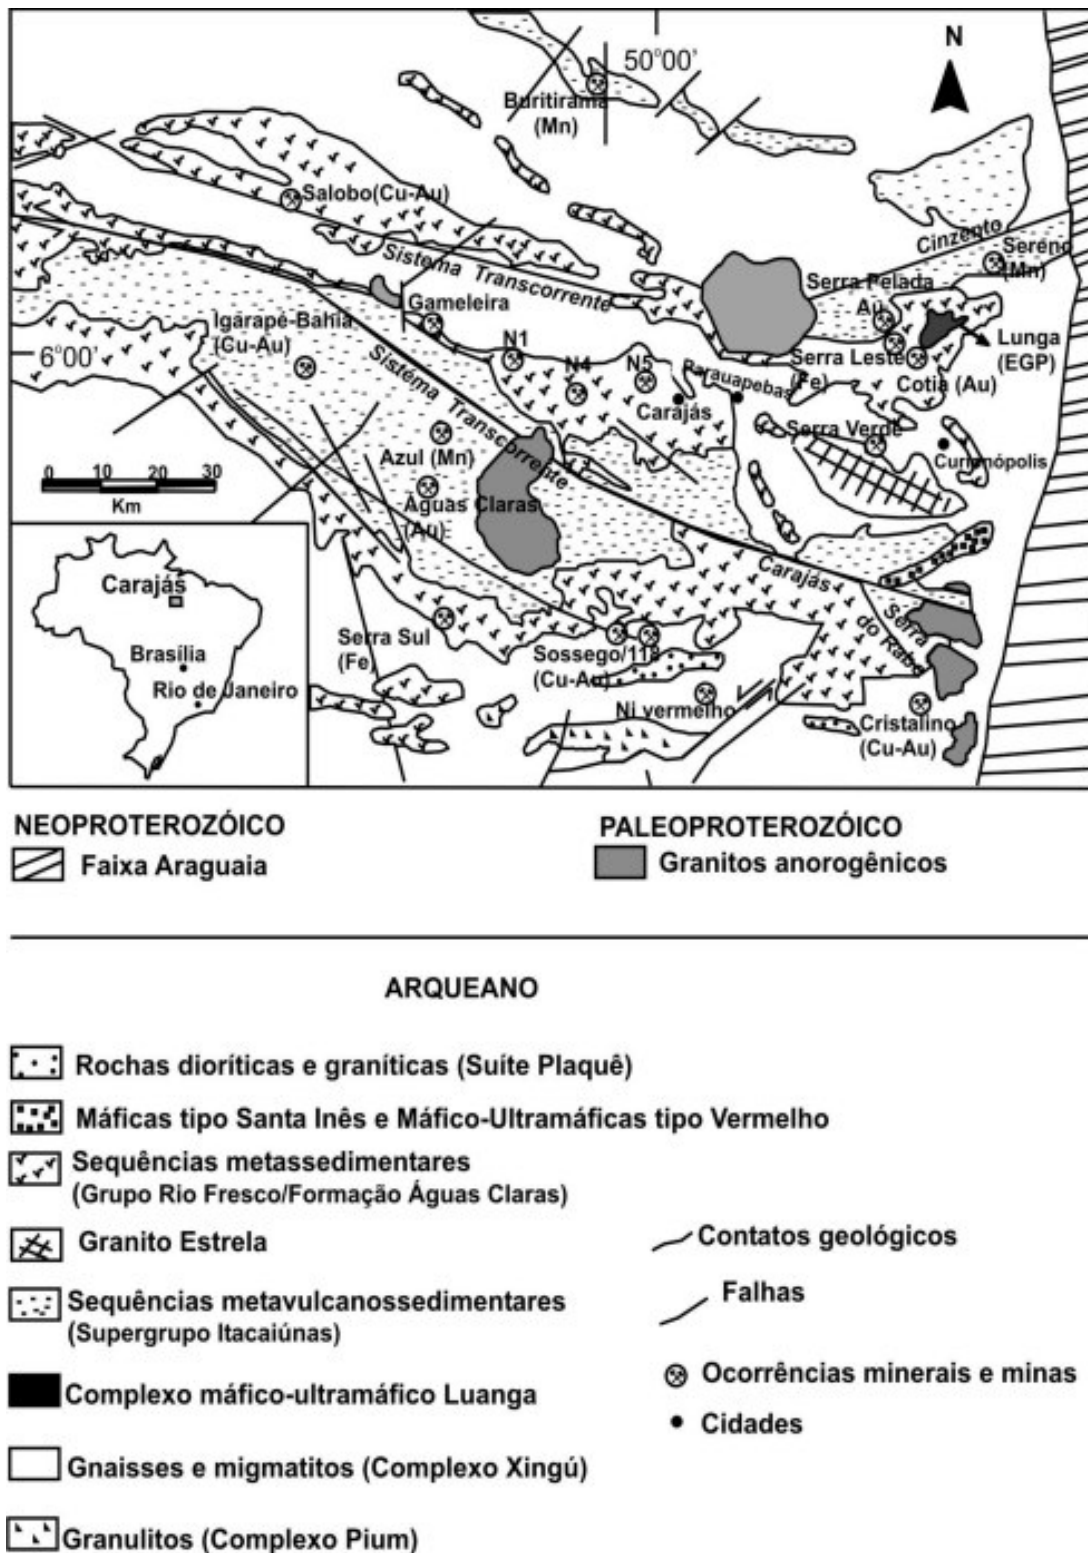 N
50°00'
Buritirama
(Mn)
Salobo(Cu-Au)
Cinzento
Sereno
(Mn)
Sistema Transcorrente
Serra Pelada
Au
Gameleira
Igarapé-Bahia
(Cu-Au)
6°00'
N1
N4
N5
Serra Leste
(Fe)
Lunga
(EGP)
Cotia (Au)
Parauapebas
Carajás
Sistema Transcorrente
Serra Verde
Curionópolis
Azul (Mn)
0 10 20 30
Km
Águas Claras
(Au)
Carajás
Serra
do Rabo
Carajás
Brasília
Rio de Janeiro
Serra Sul
(Fe)
Sossego/118
(Cu-Au)
Ni vermelho
Cristalino
(Cu-Au)
NEOPROTEROZÓICO
Faixa Araguaia
PALEOPROTEROZÓICO
Granitos anorogênicos
ARQUEANO
Rochas dioríticas e graníticas (Suíte Plaquê)
Máficas tipo Santa Inês e Máfico-Ultramáficas tipo Vermelho
Sequências metassedimentares
(Grupo Rio Fresco/Formação Águas Claras)
Granito Estrela
Sequências metavulcanossedimentares
(Supergrupo Itacaiúnas)
Complexo máfico-ultramáfico Luanga
Gnaisses e migmatitos (Complexo Xingú)
Granulitos (Complexo Pium)
Contatos geológicos
Falhas
Ocorrências minerais e minas
Cidades